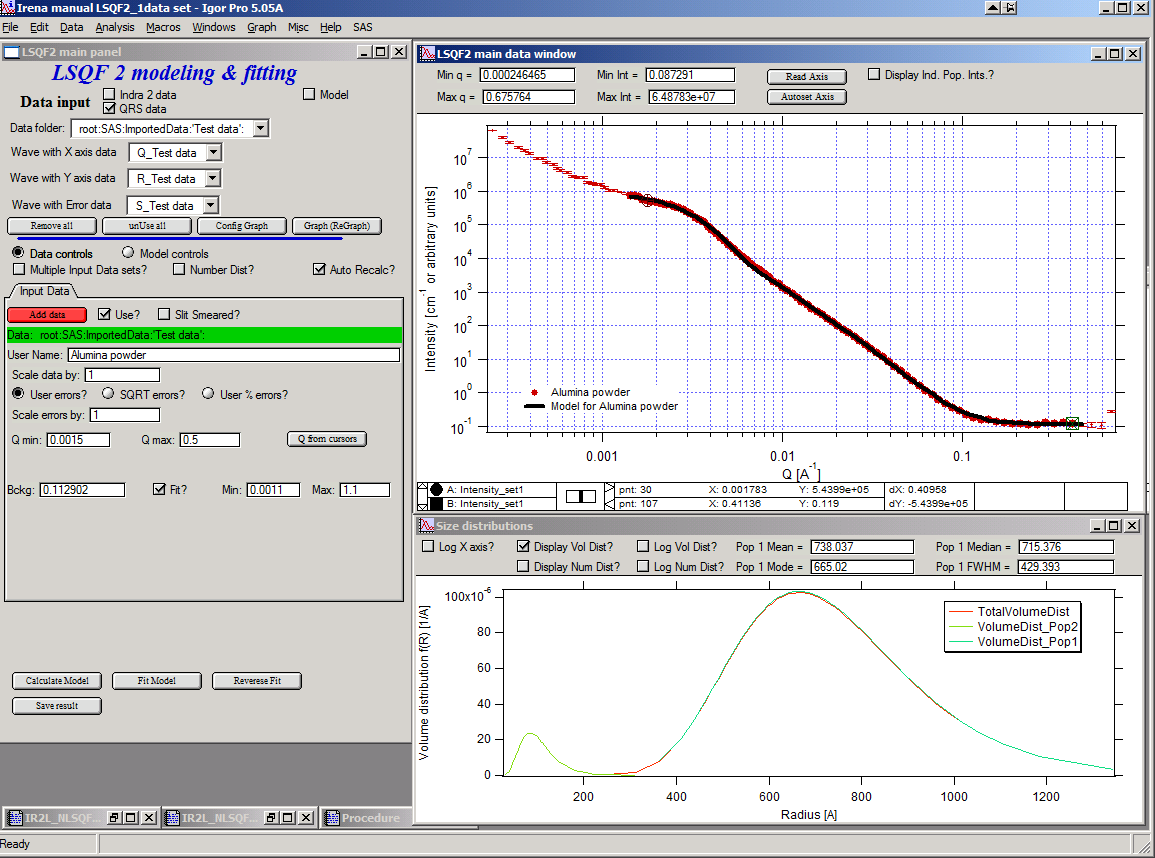 Irena manual LSQF2_1data set - Igor Pro 5.05A
File Edit Data Analysis Macros Windows Graph Misc Help SAS
LSQF2 main panel
LSQF 2 modeling & fitting
Data input
Indra 2 data
Model
QRS data
Data folder: root:SAS:ImportedData:'Test data':
Wave with X axis data Q_Test data
Wave with Y axis data R_Test data
Wave with Error data S_Test data
Remove all unUse all Config Graph Graph (ReGraph)
Data controls Model controls
Multiple Input Data sets? Number Dist? Auto Recalc?
Input Data
Add data Use? Slit Smeared?
Data: root:SAS:ImportedData:'Test data':
User Name: Alumina powder
Scale data by: 1
User errors? SQRT errors? User % errors?
Scale errors by: 1
Q min: 0.0015 Q max: 0.5 Q from cursors
Bckg: 0.112902 Fit? Min: 0.0011 Max: 1.1
Calculate Model Fit Model Reverese Fit
Save result
LSQF2 main data window
Min q = 0.000246465 Min Int = 0.087291 Read Axis Display Ind. Pop. Ints.?
Max q = 0.675764 Max Int = 6.48783e+07 Autoset Axis
Intensity [cm-1 or arbitrary units]
10^7
10^6
10^5
10^4
10^3
10^2
10^1
10^0
10^-1
Alumina powder
Model for Alumina powder
0.001 0.01 0.1
Q [A-1]
A: Intensity_set1 pnt: 30 X: 0.001783 Y: 5.4399e+05 dX: 0.40958
B: Intensity_set1 pnt: 107 X: 0.41136 Y: 0.119 dY: -5.4399e+05
Size distributions
Log X axis? Display Vol Dist? Log Vol Dist? Pop 1 Mean = 738.037 Pop 1 Median = 715.376
Display Num Dist? Log Num Dist? Pop 1 Mode = 665.02 Pop 1 FWHM = 429.393
Volume distribution f(R) [1/A]
100x10^-6
80
60
40
20
0
TotalVolumeDist
VolumeDist_Pop2
VolumeDist_Pop1
200 400 600 800 1000 1200
Radius [A]
IR2L_NLSQF... IR2L_NLSQF... Procedure
Ready